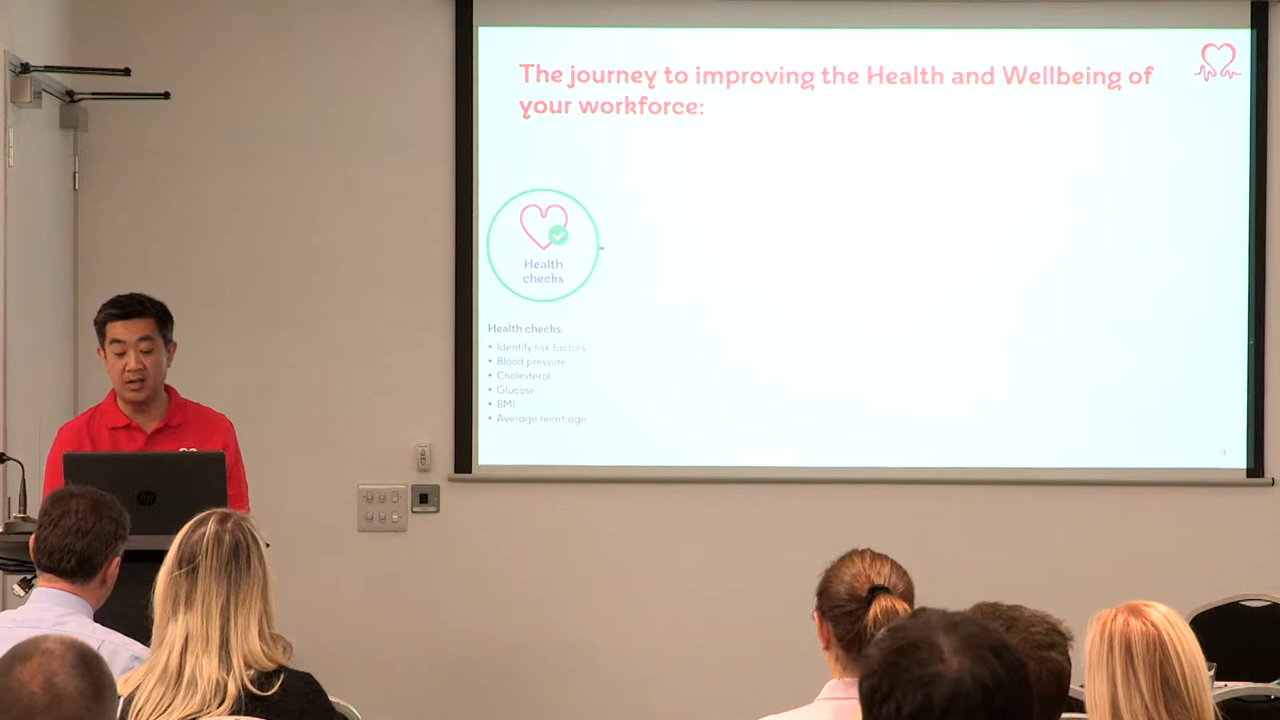 The journey to improving the Health and Wellbeing of
your workforce:
Health
checks
Health checks:
• Identify risk factors
• Blood pressure
• Cholesterol
• Glucose
• BMI
• Average heart age
hp